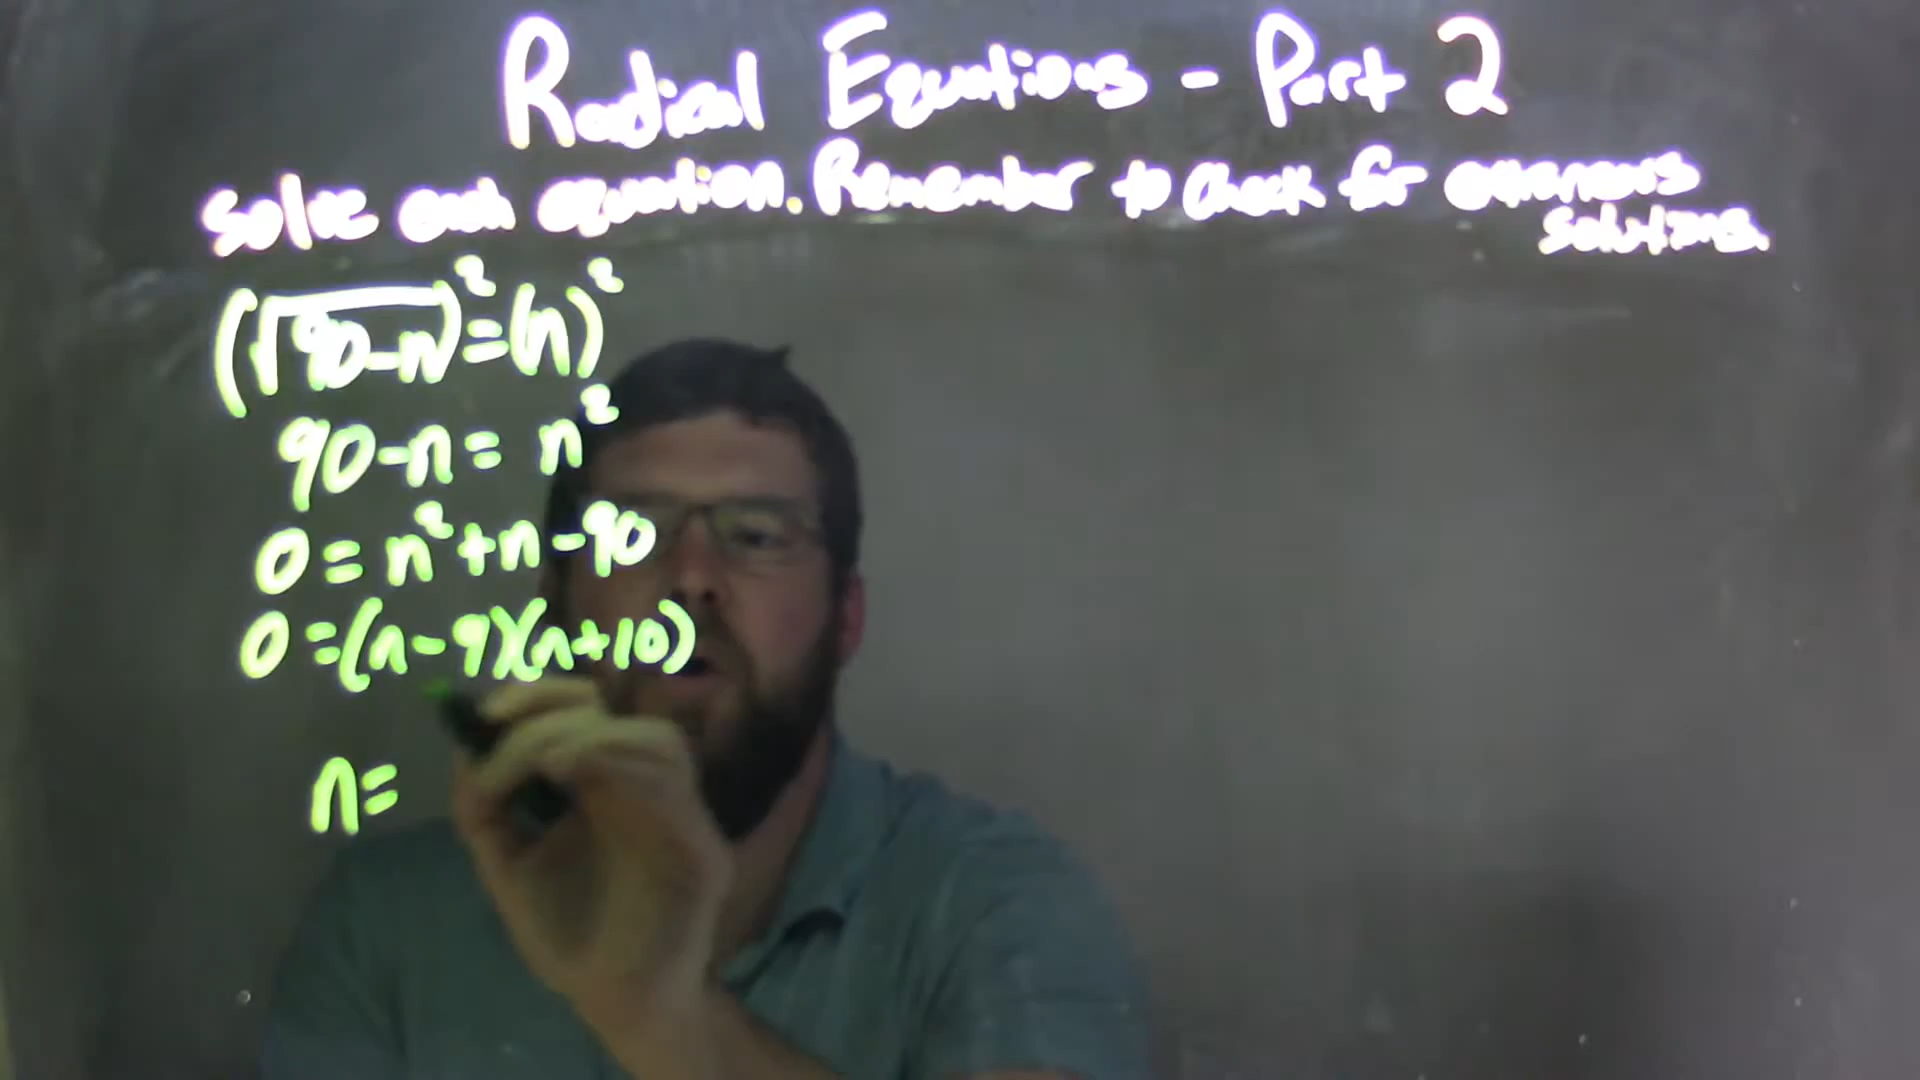 Radical Equations - Part 2
Solve each equation. Remember to check for
solutions.
(√90-n)²=(n)²
90-n= n²
0=n²+n-90
0=(n-9)(n+10)
n=